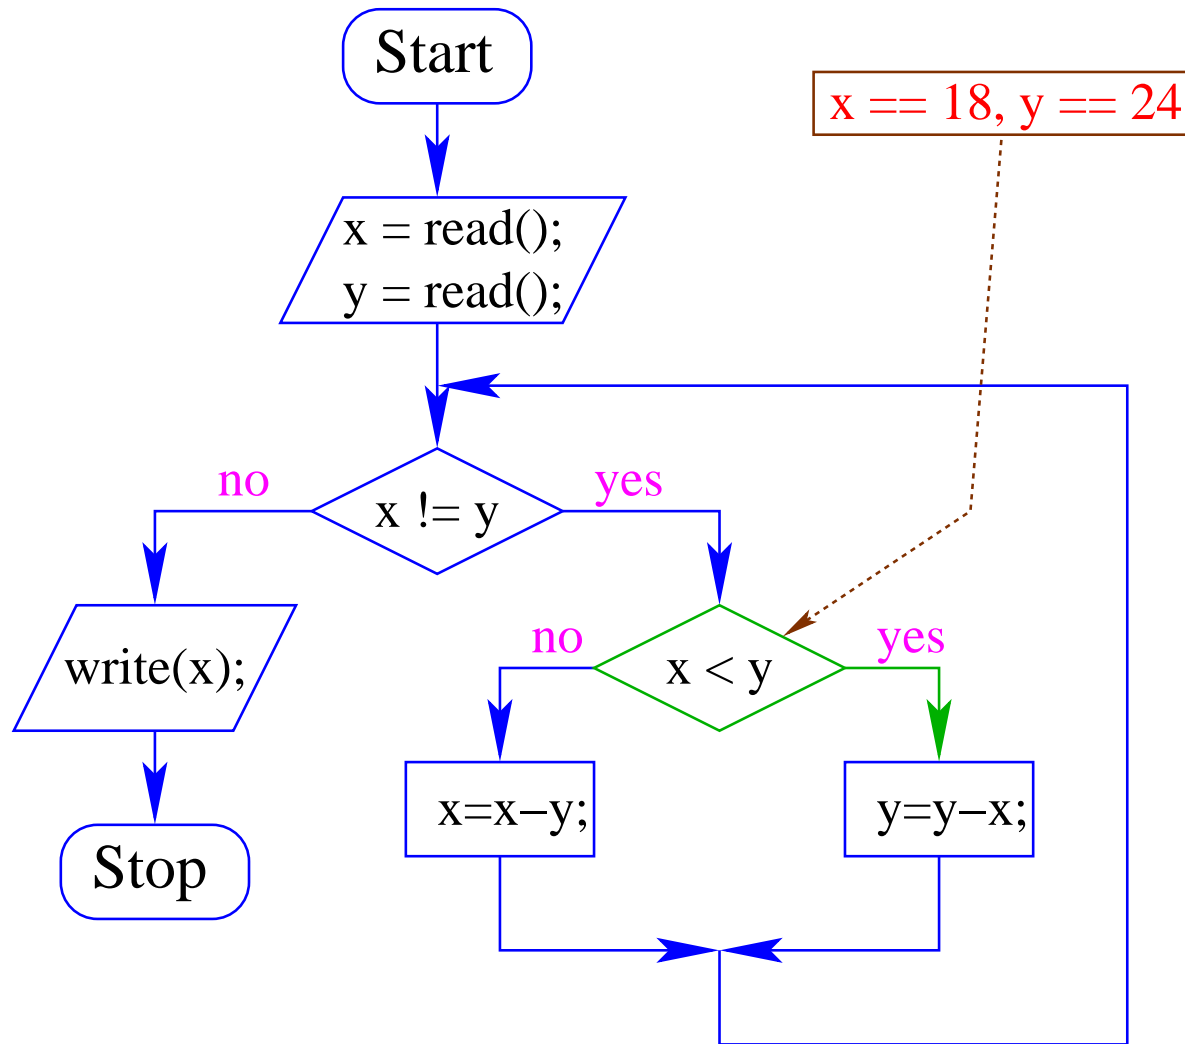 Start
x == 18, y == 24
x = read();
y = read();
no
yes
x != y
no
yes
write(x);
x < y
x=x−y;
y=y−x;
Stop